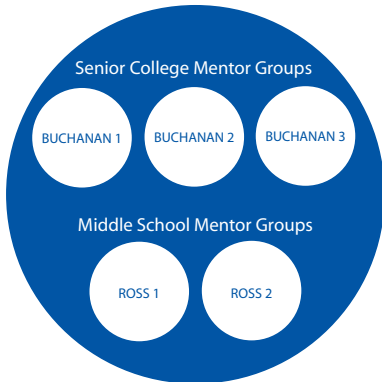 Senior College Mentor Groups
BUCHANAN 1 BUCHANAN 2 BUCHANAN 3
Middle School Mentor Groups
ROSS 1 ROSS 2